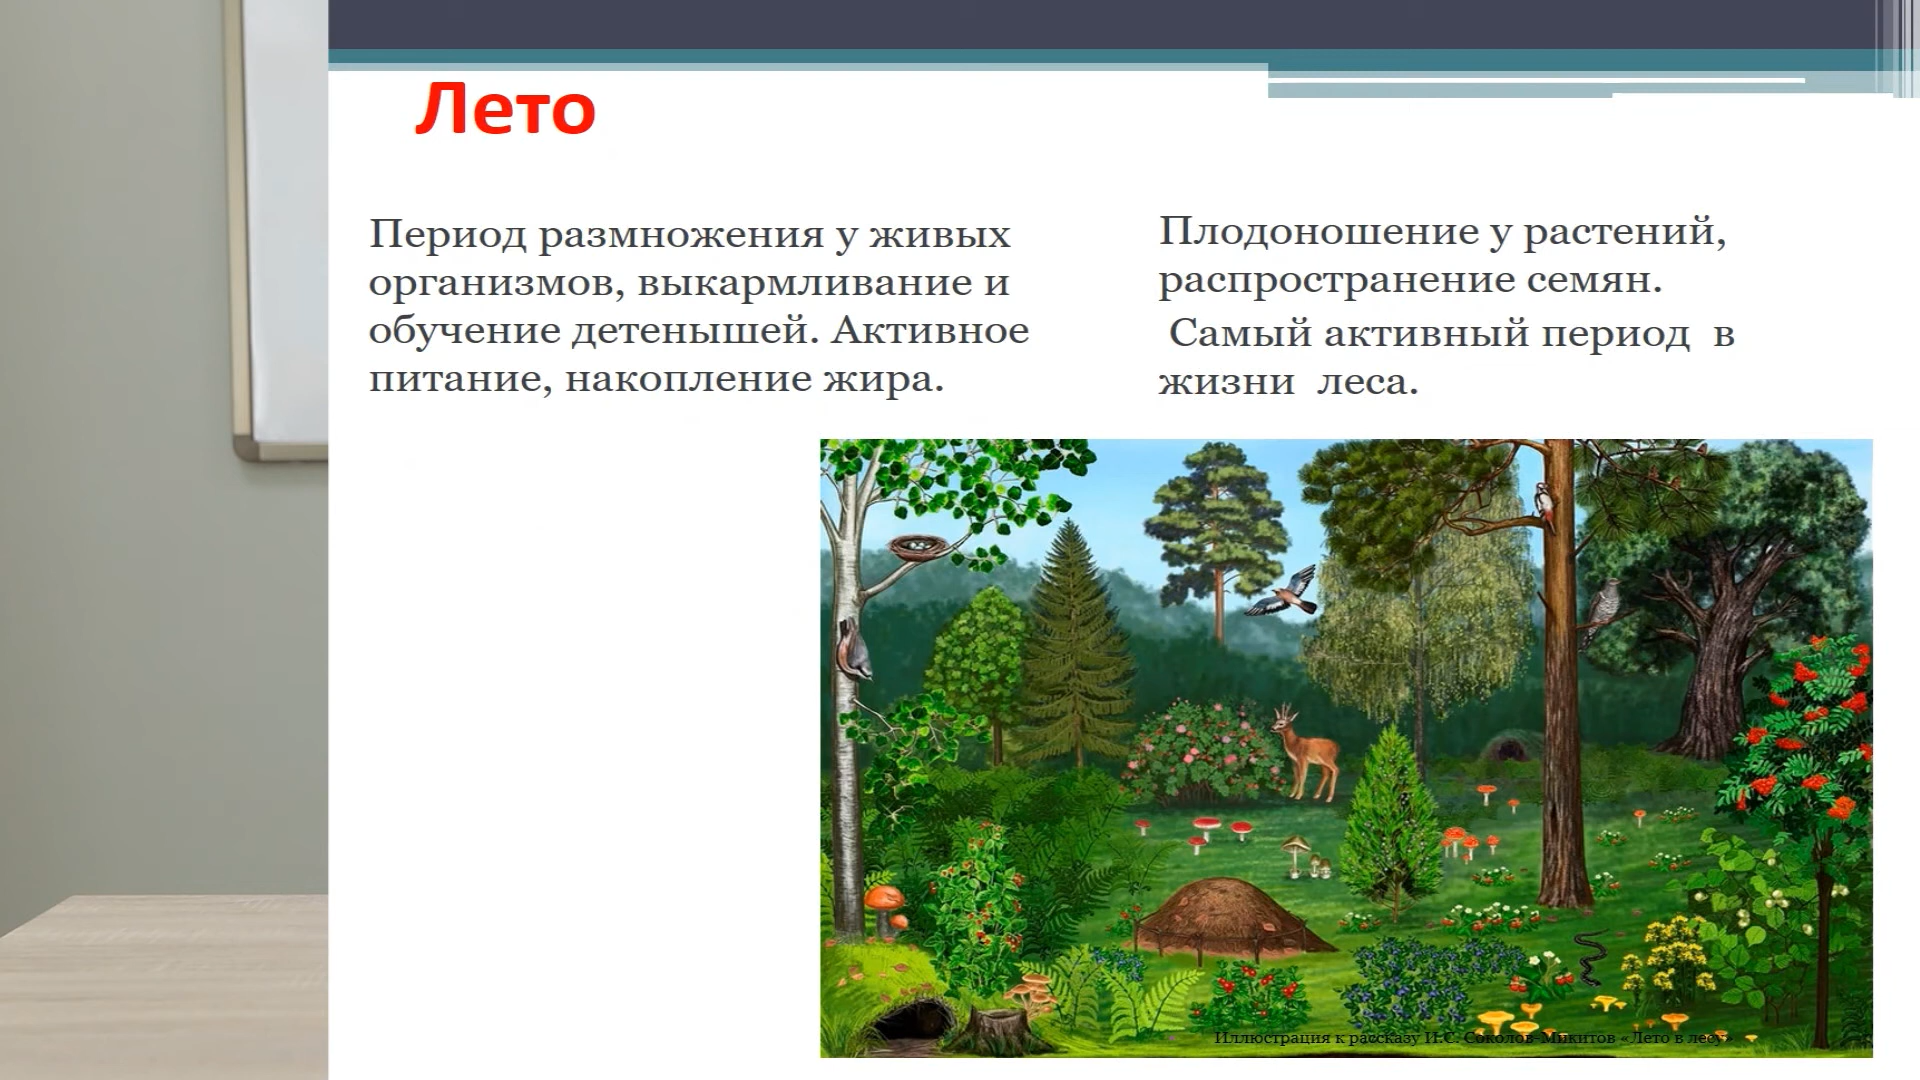 Лето
Период размножения у живых
организмов, выкармливание и
обучение детенышей. Активное
питание, накопление жира.
Плодоношение у растений,
распространение семян.
Самый активный период в
жизни леса.
Иллюстрация к рассказу И.С. Соколов-Микитов «Лето в лесу»